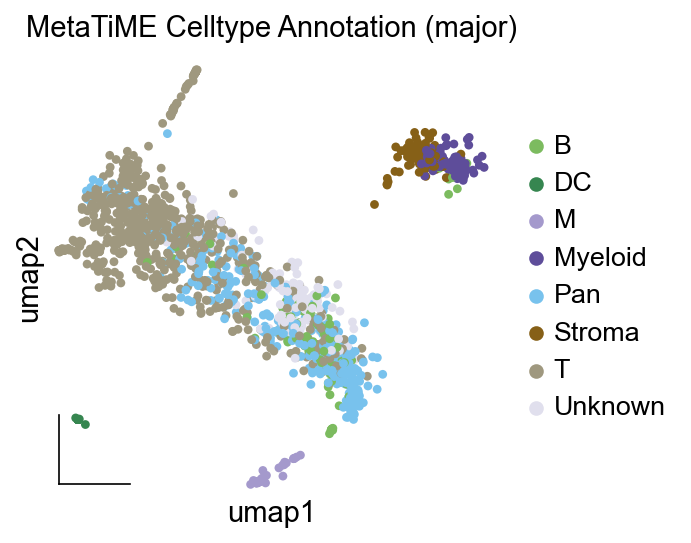 MetaTiME Celltype Annotation (major)
B
DC
M
Myeloid
Pan
Stroma
T
Unknown
umap2
umap1